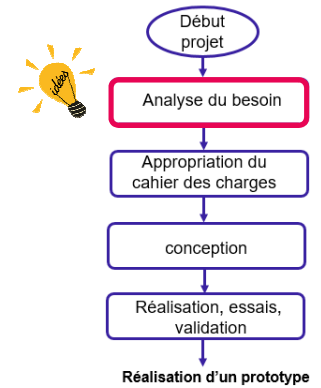 Début
projet
idées
Analyse du besoin
Appropriation du
cahier des charges
conception
Réalisation, essais,
validation
Réalisation d'un prototype